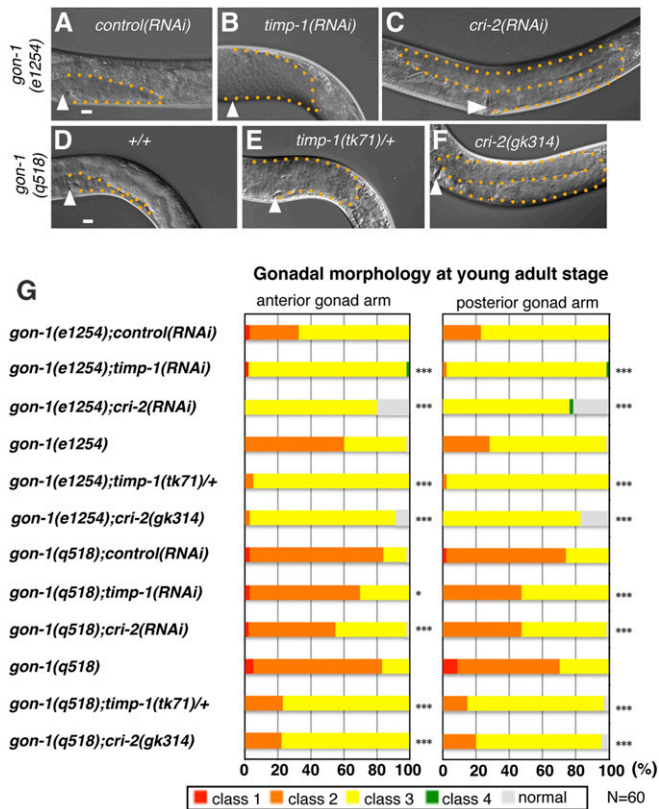 A control(RNAi) B timp-1(RNAi) C cri-2(RNAi)
gon-1
(e1254)
D +/+ E timp-1(tk71)/+ F cri-2(gk314)
gon-1
(q518)
G Gonadal morphology at young adult stage
anterior gonad arm posterior gonad arm
gon-1(e1254);control(RNAi)
gon-1(e1254);timp-1(RNAi) *** ***
gon-1(e1254);cri-2(RNAi) *** ***
gon-1(e1254)
gon-1(e1254);timp-1(tk71)/+ *** ***
gon-1(e1254);cri-2(gk314) *** ***
gon-1(q518);control(RNAi)
gon-1(q518);timp-1(RNAi) * ***
gon-1(q518);cri-2(RNAi) *** ***
gon-1(q518)
gon-1(q518);timp-1(tk71)/+ *** ***
gon-1(q518);cri-2(gk314) *** ***
0 20 40 60 80 100 0 20 40 60 80 100 (%)
class 1 class 2 class 3 class 4 normal N=60